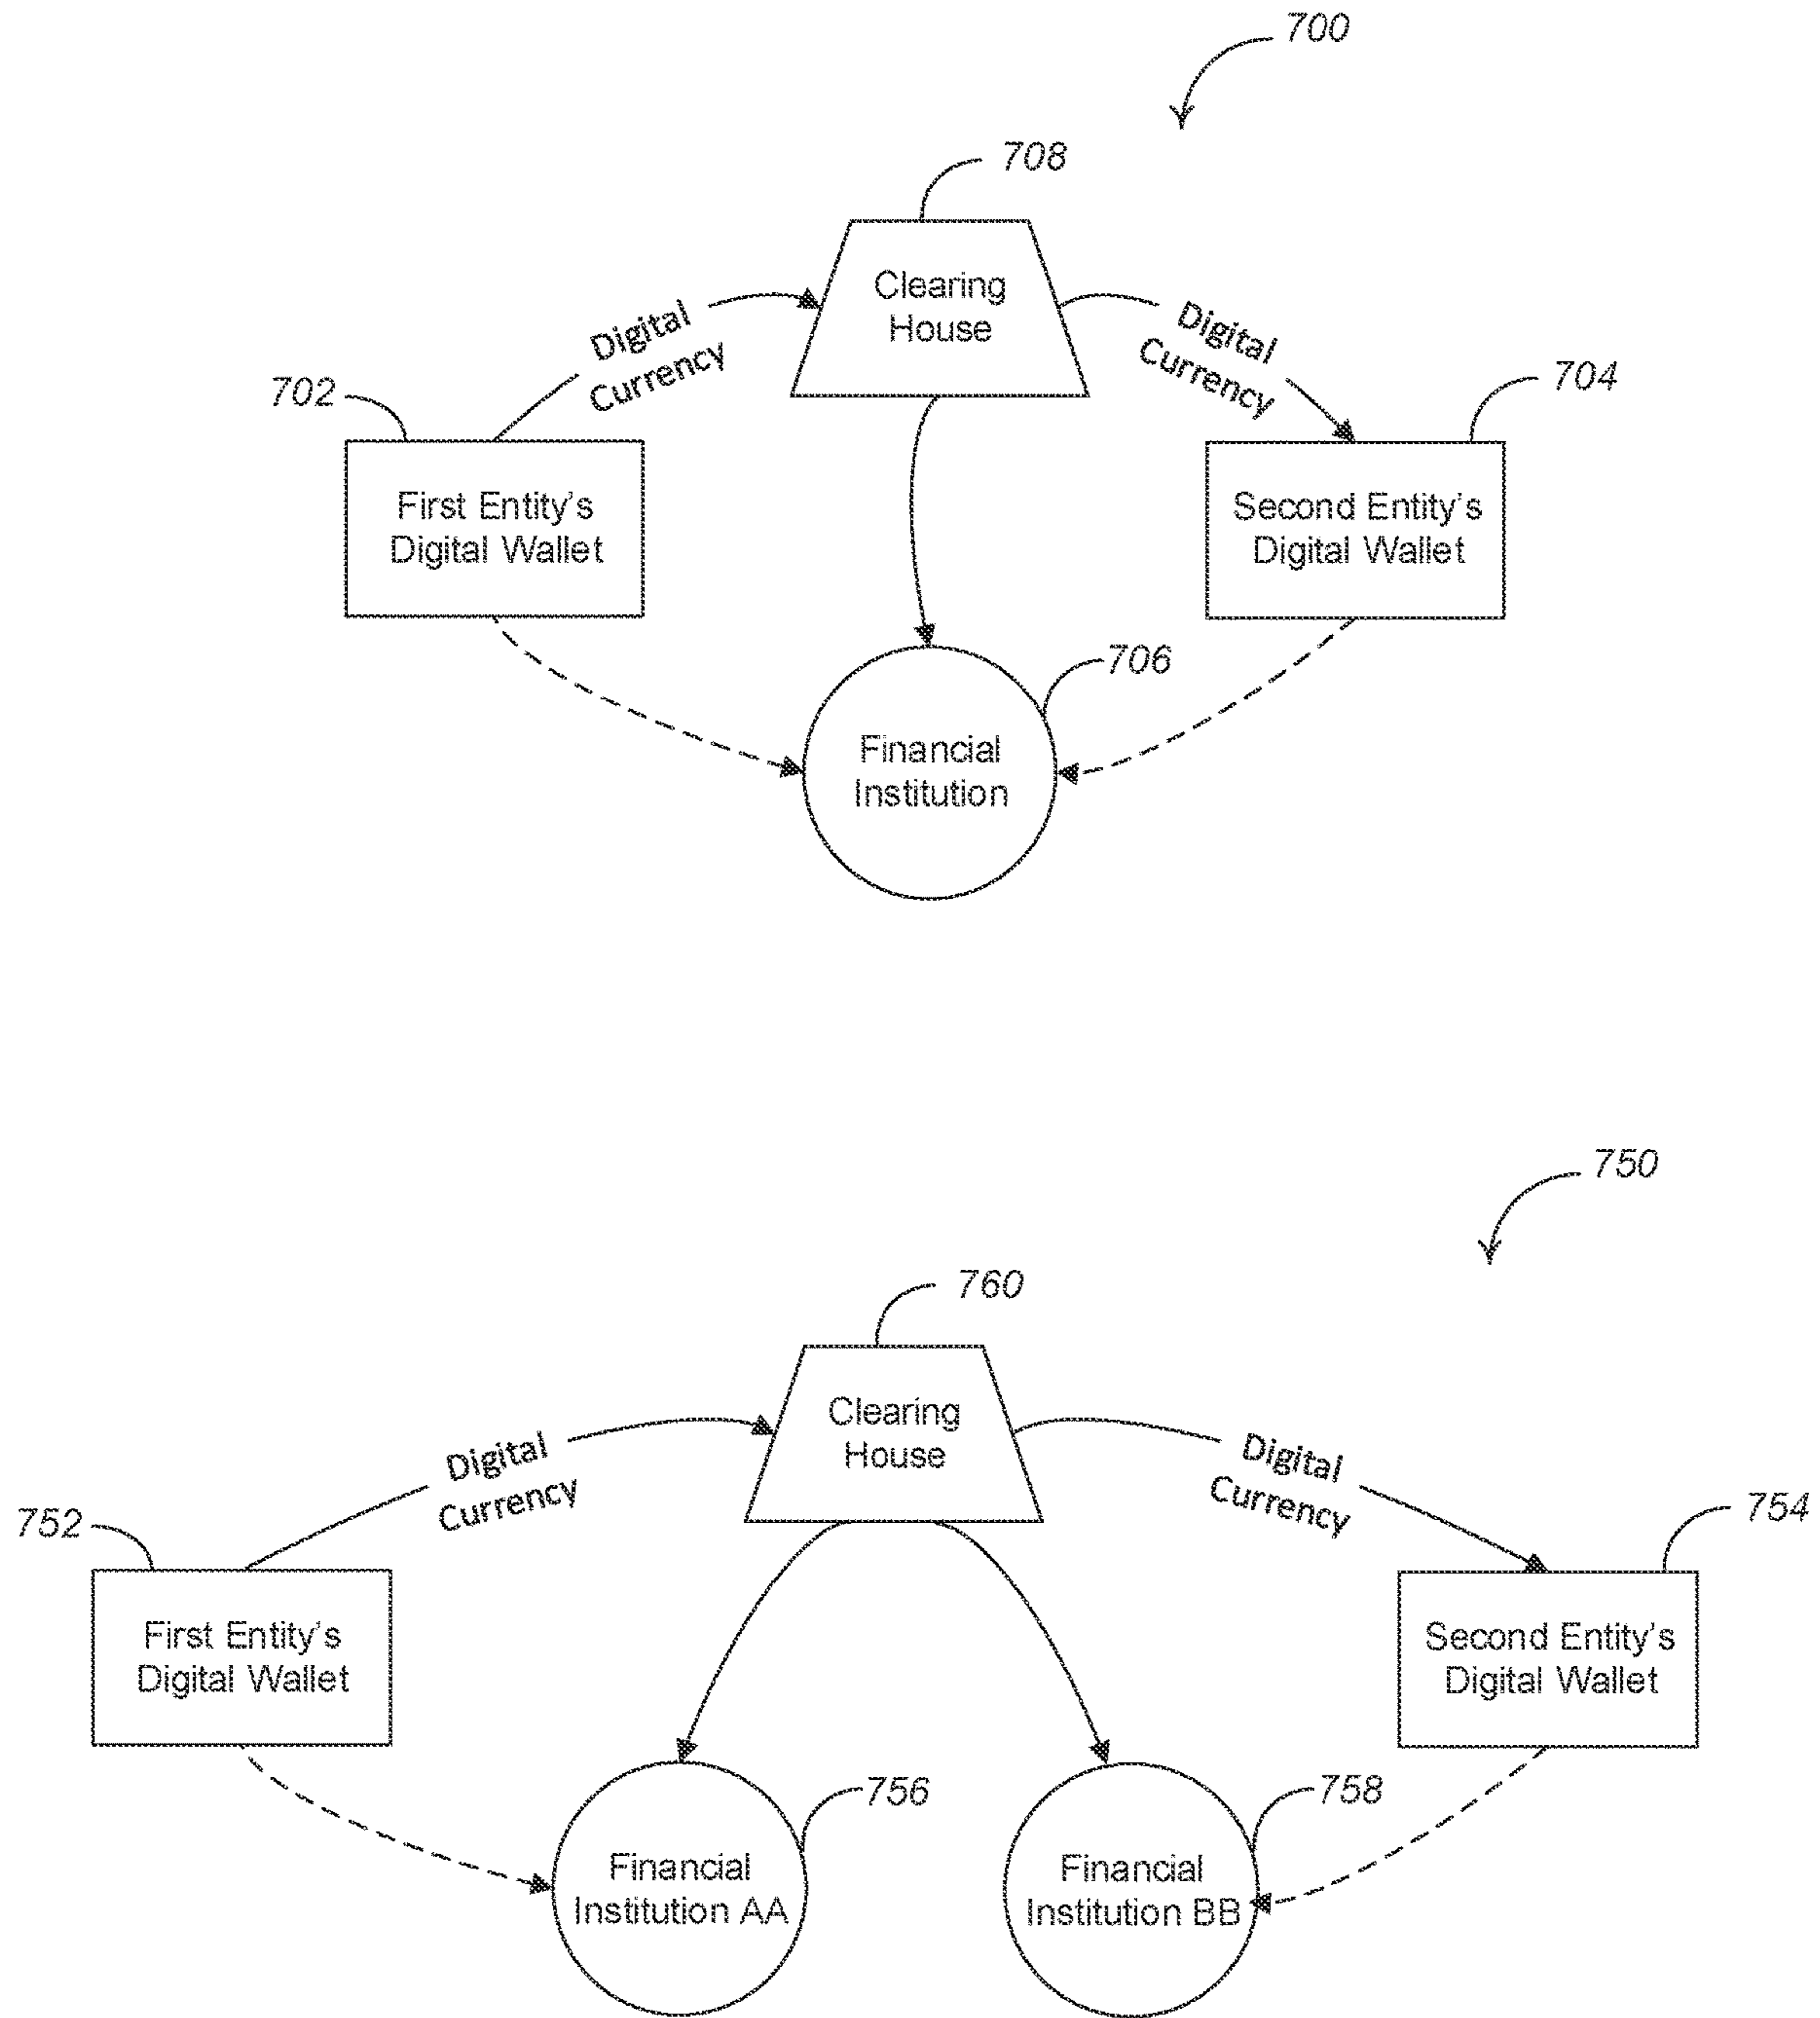 700
708
Clearing
House
Digital
Currency
Digital
Currency
702
704
First Entity's
Digital Wallet
Second Entity's
Digital Wallet
706
Financial
Institution
750
760
Clearing
House
Digital
Currency
Digital
Currency
752
754
First Entity's
Digital Wallet
Second Entity's
Digital Wallet
756
758
Financial
Institution AA
Financial
Institution BB